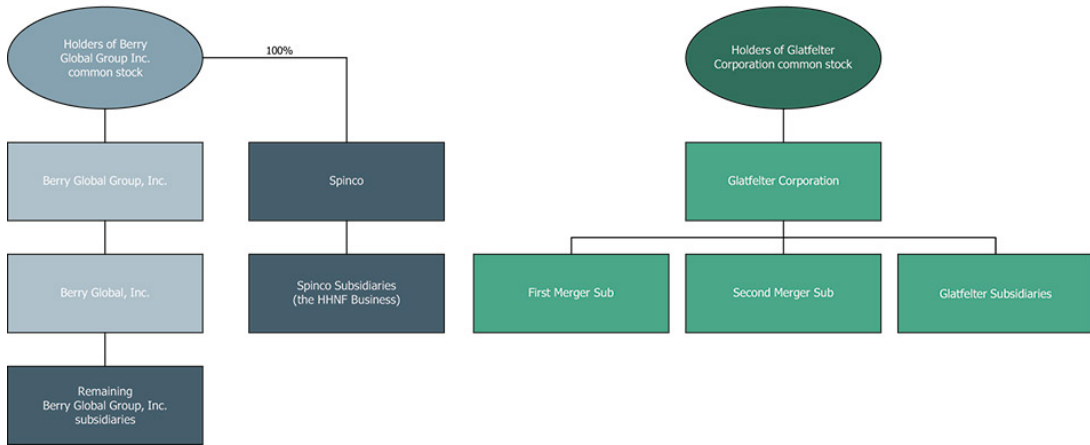 Holders of Berry
Global Group Inc.
common stock
100%
Holders of Glatfelter
Corporation common stock
Berry Global Group, Inc.
Spinco
Glatfelter Corporation
Berry Global, Inc.
Spinco Subsidiaries
(the HHNF Business)
First Merger Sub
Second Merger Sub
Glatfelter Subsidiaries
Remaining
Berry Global Group, Inc.
subsidiaries